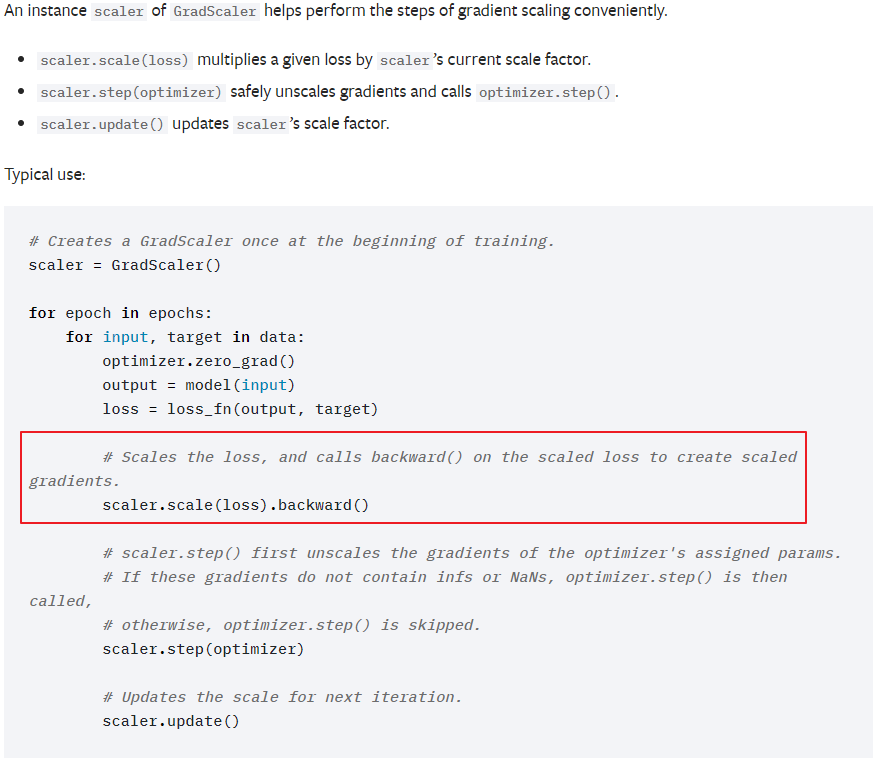 An instance scaler of GradScaler helps perform the steps of gradient scaling conveniently.
• scaler.scale(loss) multiplies a given loss by scaler's current scale factor.
• scaler.step(optimizer) safely unscales gradients and calls optimizer.step().
• scaler.update() updates scaler's scale factor.
Typical use:
# Creates a GradScaler once at the beginning of training.
scaler = GradScaler()
for epoch in epochs:
    for input, target in data:
        optimizer.zero_grad()
        output = model(input)
        loss = loss_fn(output, target)
        # Scales the loss, and calls backward() on the scaled loss to create scaled
gradients.
        scaler.scale(loss).backward()
        # scaler.step() first unscales the gradients of the optimizer's assigned params.
        # If these gradients do not contain infs or NaNs, optimizer.step() is then
called,
        # otherwise, optimizer.step() is skipped.
        scaler.step(optimizer)
        # Updates the scale for next iteration.
        scaler.update()